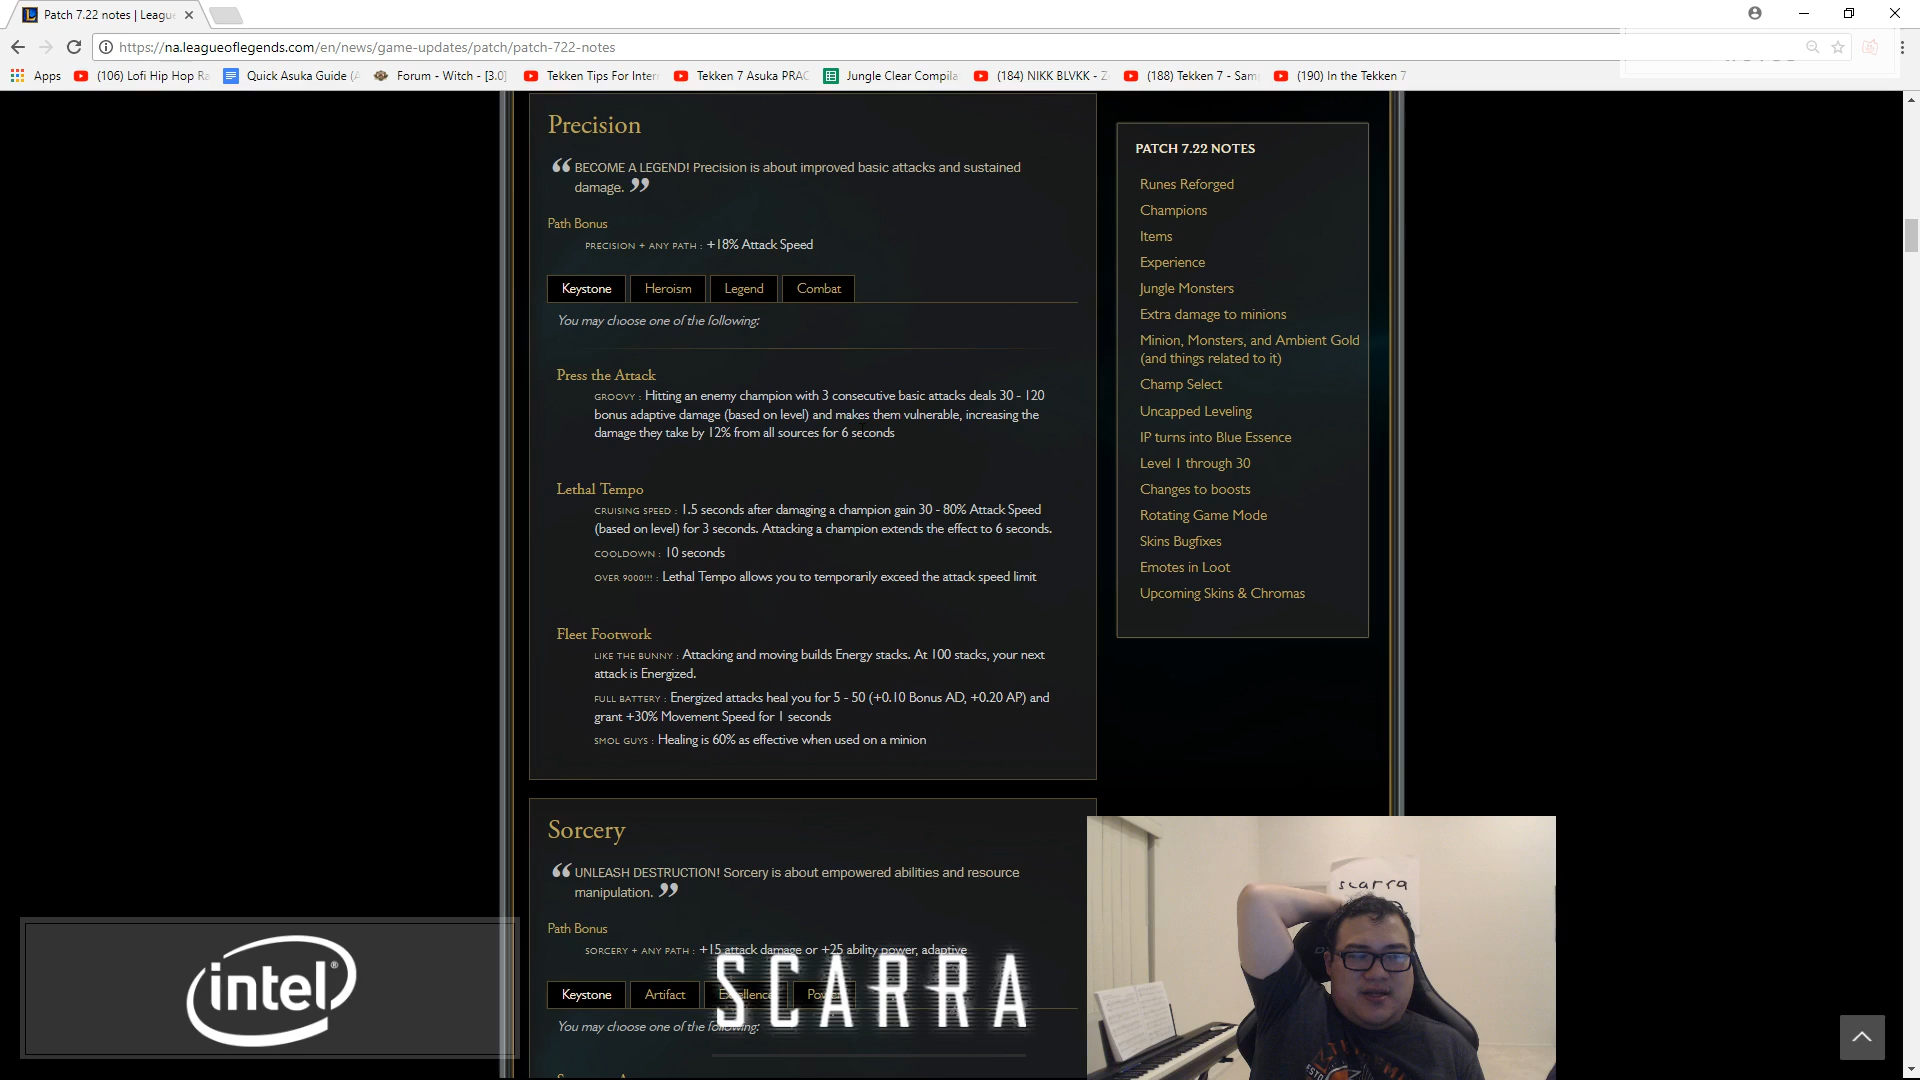 Patch 7.22 notes | Leagu
https://na.leagueoflegends.com/en/news/game-updates/patch/patch-722-notes
Apps (106) Lofi Hip Hop Ra Quick Asuka Guide (A Forum - Witch - [3.0] Tekken Tips For Inter Tekken 7 Asuka PRAC Jungle Clear Compila (184) NIKK BLVKK - Z (188) Tekken 7 - Sam (190) In the Tekken 7
Precision
“ BECOME A LEGEND! Precision is about improved basic attacks and sustained
damage. ”
Path Bonus
PRECISION + ANY PATH : +18% Attack Speed
Keystone Heroism Legend Combat
You may choose one of the following:
Press the Attack
GROOVY : Hitting an enemy champion with 3 consecutive basic attacks deals 30 - 120
bonus adaptive damage (based on level) and makes them vulnerable, increasing the
damage they take by 12% from all sources for 6 seconds
Lethal Tempo
CRUISING SPEED : 1.5 seconds after damaging a champion gain 30 - 80% Attack Speed
(based on level) for 3 seconds. Attacking a champion extends the effect to 6 seconds.
COOLDOWN : 10 seconds
OVER 9000!!! : Lethal Tempo allows you to temporarily exceed the attack speed limit
Fleet Footwork
LIKE THE BUNNY : Attacking and moving builds Energy stacks. At 100 stacks, your next
attack is Energized.
FULL BATTERY : Energized attacks heal you for 5 - 50 (+0.10 Bonus AD, +0.20 AP) and
grant +30% Movement Speed for 1 seconds
SMOL GUYS : Healing is 60% as effective when used on a minion
Sorcery
“ UNLEASH DESTRUCTION! Sorcery is about empowered abilities and resource
manipulation. ”
Path Bonus
SORCERY + ANY PATH : +15 attack damage or +25 ability power, adaptive
Keystone Artifact Excellence Power
You may choose one of the following:
PATCH 7.22 NOTES
Runes Reforged
Champions
Items
Experience
Jungle Monsters
Extra damage to minions
Minion, Monsters, and Ambient Gold
(and things related to it)
Champ Select
Uncapped Leveling
IP turns into Blue Essence
Level 1 through 30
Changes to boosts
Rotating Game Mode
Skins Bugfixes
Emotes in Loot
Upcoming Skins & Chromas
intel®
SCARRA
scarra